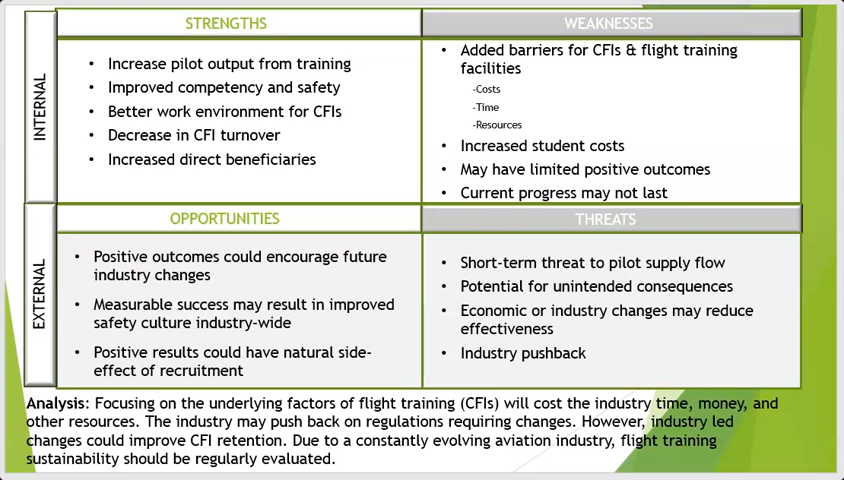 STRENGTHS
WEAKNESSES
INTERNAL
• Increase pilot output from training
• Improved competency and safety
• Better work environment for CFIs
• Decrease in CFI turnover
• Increased direct beneficiaries
• Added barriers for CFIs & flight training
facilities
-Costs
-Time
-Resources
• Increased student costs
• May have limited positive outcomes
• Current progress may not last
OPPORTUNITIES
THREATS
EXTERNAL
• Positive outcomes could encourage future
industry changes
• Measurable success may result in improved
safety culture industry-wide
• Positive results could have natural side-
effect of recruitment
• Short-term threat to pilot supply flow
• Potential for unintended consequences
• Economic or industry changes may reduce
effectiveness
• Industry pushback
Analysis: Focusing on the underlying factors of flight training (CFIs) will cost the industry time, money, and
other resources. The industry may push back on regulations requiring changes. However, industry led
changes could improve CFI retention. Due to a constantly evolving aviation industry, flight training
sustainability should be regularly evaluated.